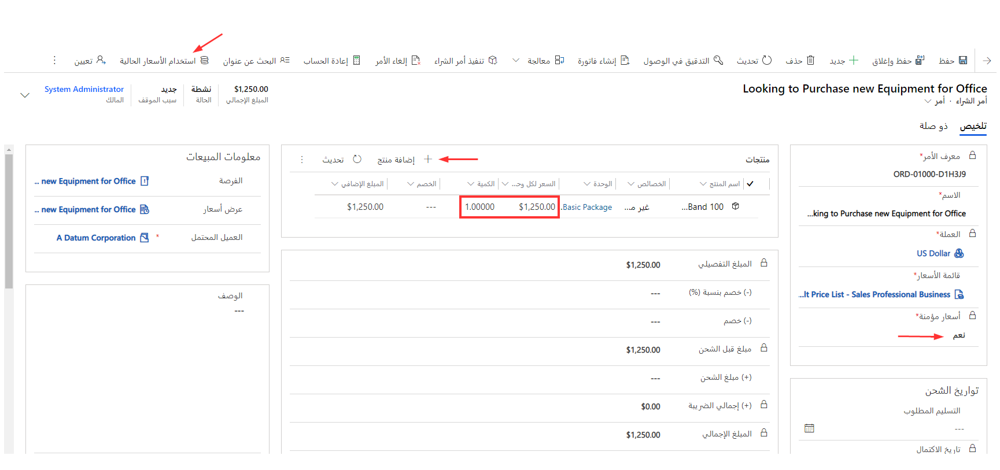 حفظ
حفظ وإغلاق
جديد
حذف
تحديث
التدقيق في الوصول
إنشاء فاتورة
معالجة
تنفيذ أمر الشراء
إلغاء الأمر
إعادة الحساب
البحث عن عنوان
استخدام الأسعار الحالية
تعيين
Looking to Purchase new Equipment for Office
أمر الشراء · أمر
$1,250.00
المبلغ الإجمالي
نشطة
الحالة
جديد
سبب الموقف
System Administrator
المالك
تلخيص
ذو صلة
معرف الأمر*
ORD-01000-D1H3J9
الاسم*
...king to Purchase new Equipment for Office
العملة*
US Dollar
قائمة الأسعار*
...lt Price List - Sales Professional Business
أسعار مؤمنة*
نعم
تواريخ الشحن
التسليم المطلوب
---
تاريخ الاكتمال
منتجات
إضافة منتج
تحديث
اسم المنتج
الخصائص
الوحدة
السعر لكل وحـ...
الكمية
الخصم
المبلغ الإضافي
...Band 100
غير مـ...
.Basic Package
$1,250.00
1.00000
---
$1,250.00
المبلغ التفصيلي
$1,250.00
(-) خصم بنسبة (%)
---
(-) خصم
---
مبلغ قبل الشحن
$1,250.00
(+) مبلغ الشحن
---
(+) إجمالي الضريبة
$0.00
المبلغ الإجمالي
$1,250.00
معلومات المبيعات
الفرصة
... new Equipment for Office
عرض أسعار
... new Equipment for Office
العميل المحتمل
*
A Datum Corporation
الوصف
---